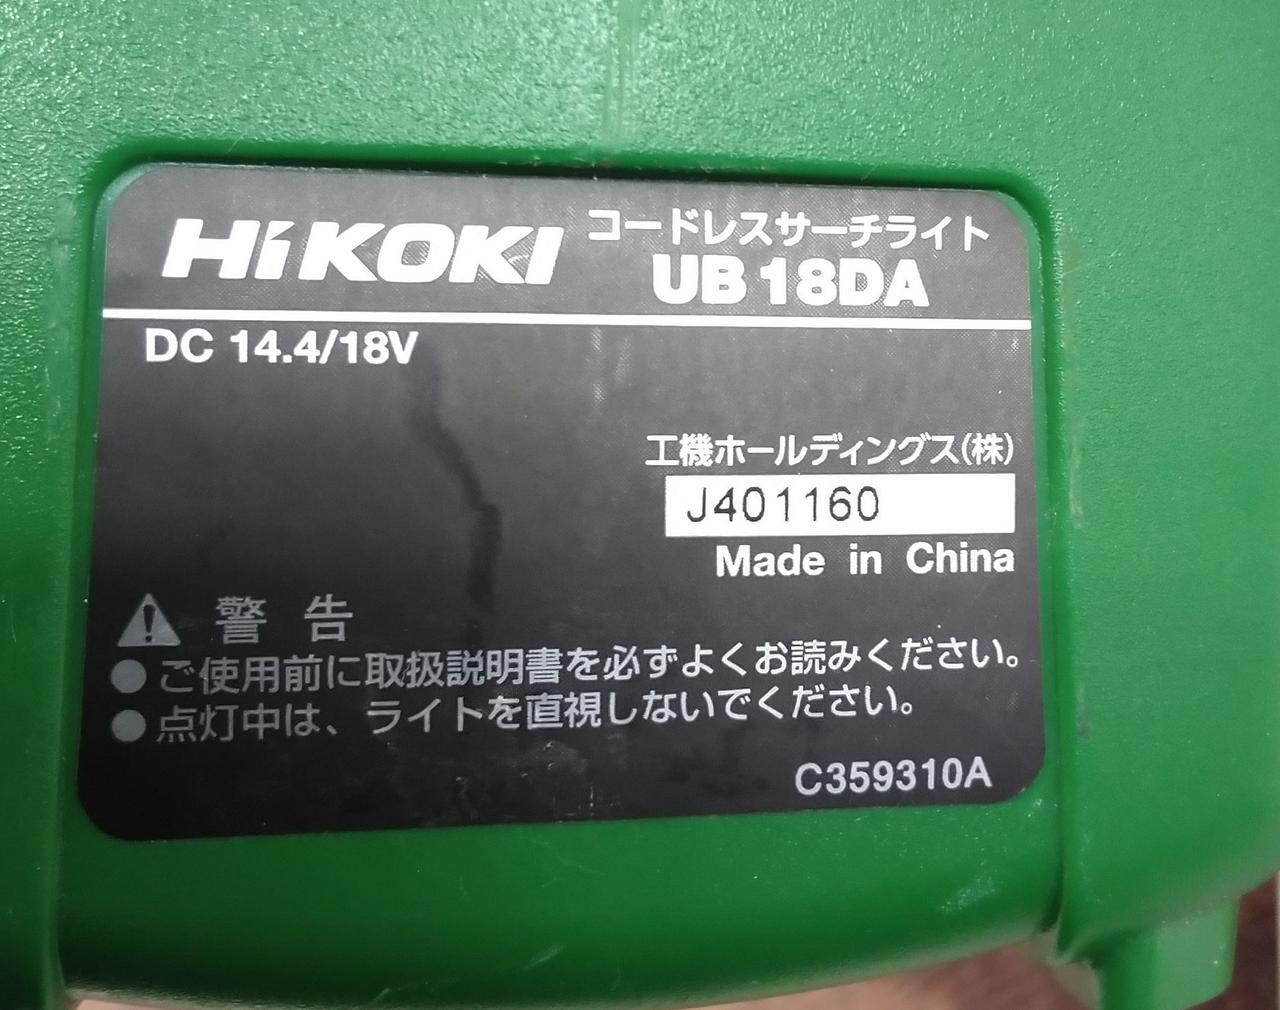 HiKOKI コードレスサーチライト
UB 18DA
DC 14.4/18V
工機ホールディングス(株)
J401160
Made in China
警告
●ご使用前に取扱説明書を必ずよくお読みください。
●点灯中は、ライトを直視しないでください。
C359310A